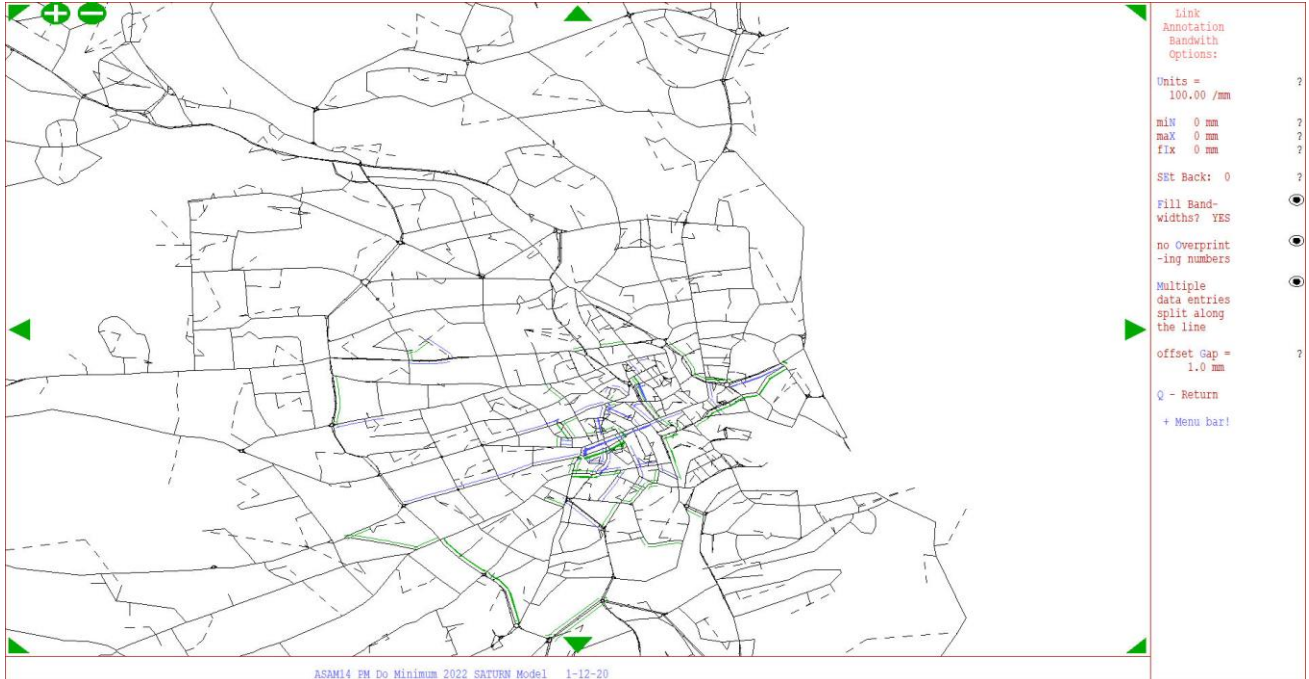 Link
Annotation
Bandwith
Options:
Units = ?
100.00 /mm
miN 0 mm ?
maX 0 mm ?
fIx 0 mm ?
SEt Back: 0 ?
Fill Band-
widths? YES
no Overprint
-ing numbers
Multiple
data entries
split along
the line
offset Gap = ?
1.0 mm
Q - Return
+ Menu bar!
ASAM14 PM Do Minimum 2022 SATURN Model 1-12-20